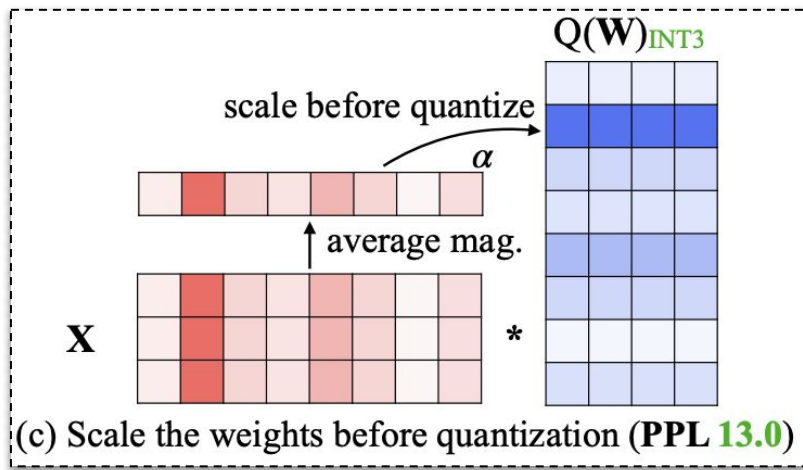 Q(W)INT3
scale before quantize
α
average mag.
X
*
(c) Scale the weights before quantization (PPL 13.0)